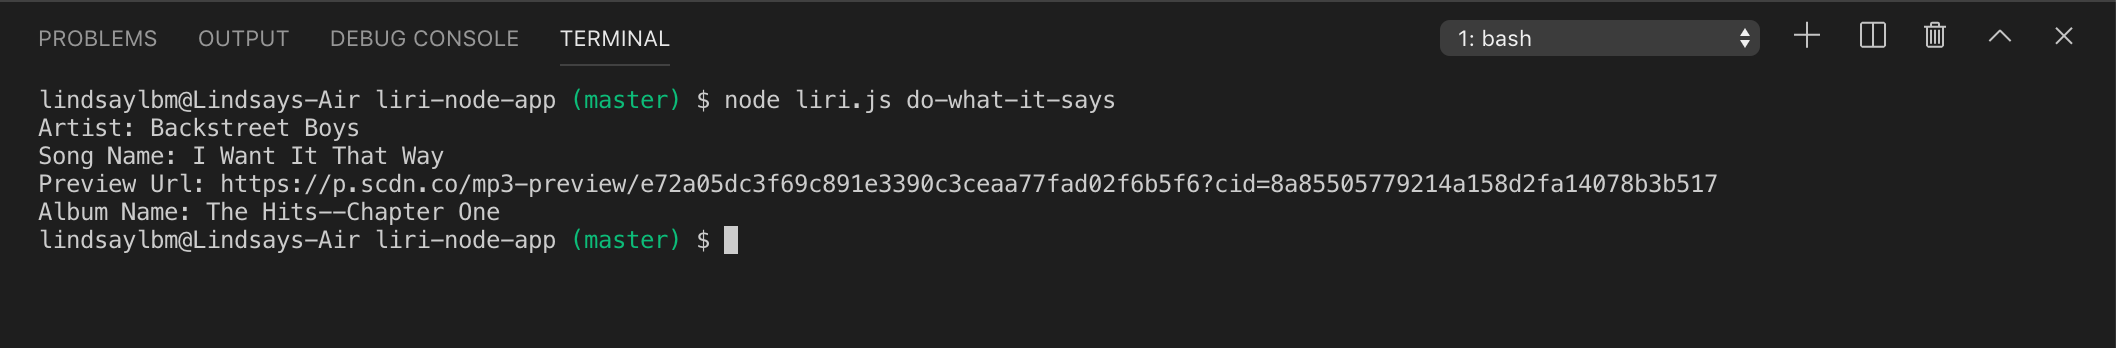 PROBLEMS OUTPUT DEBUG CONSOLE TERMINAL 1: bash
lindsaylbm@Lindsays-Air liri-node-app (master) $ node liri.js do-what-it-says
Artist: Backstreet Boys
Song Name: I Want It That Way
Preview Url: https://p.scdn.co/mp3-preview/e72a05dc3f69c891e3390c3ceaa77fad02f6b5f6?cid=8a85505779214a158d2fa14078b3b517
Album Name: The Hits--Chapter One
lindsaylbm@Lindsays-Air liri-node-app (master) $